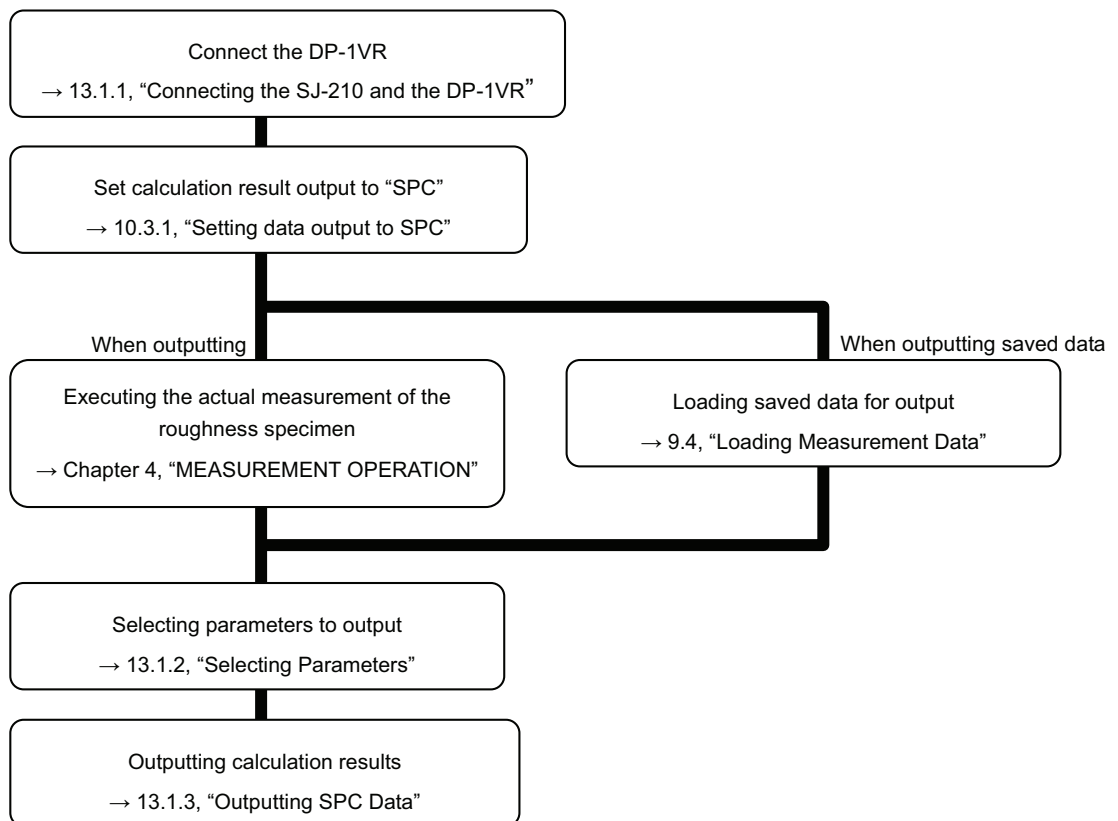 Connect the DP-1VR
→ 13.1.1, “Connecting the SJ-210 and the DP-1VR”
Set calculation result output to “SPC”
→ 10.3.1, “Setting data output to SPC”
When outputting
When outputting saved data
Executing the actual measurement of the
roughness specimen
→ Chapter 4, “MEASUREMENT OPERATION”
Loading saved data for output
→ 9.4, “Loading Measurement Data”
Selecting parameters to output
→ 13.1.2, “Selecting Parameters”
Outputting calculation results
→ 13.1.3, “Outputting SPC Data”